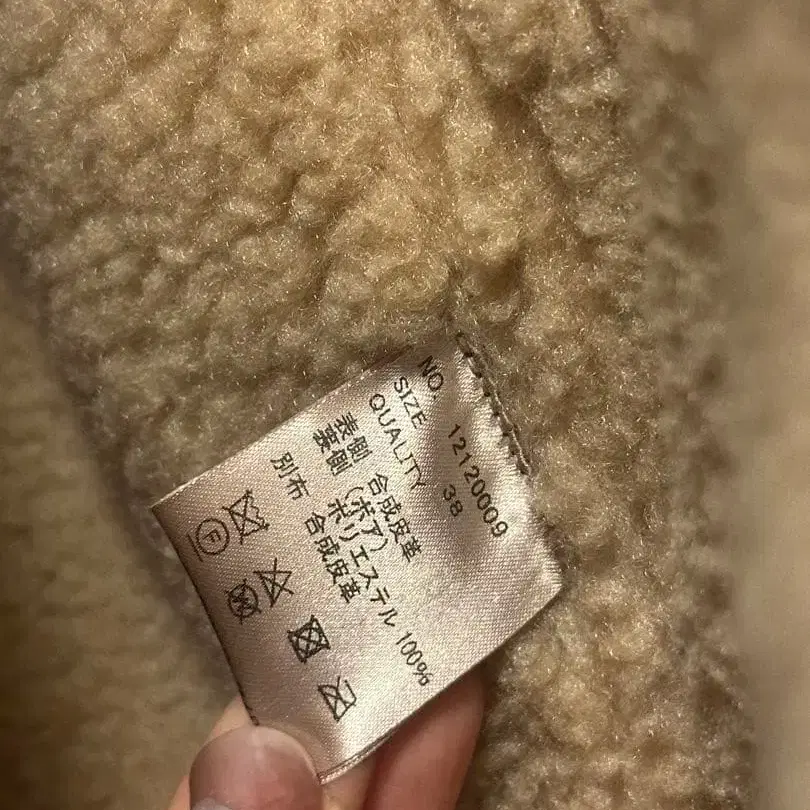 NO. 12120009
SIZE 38
QUALITY
表側 合成皮革
裏側 (ボア)
ポリエステル 100%
別布 合成皮革
F